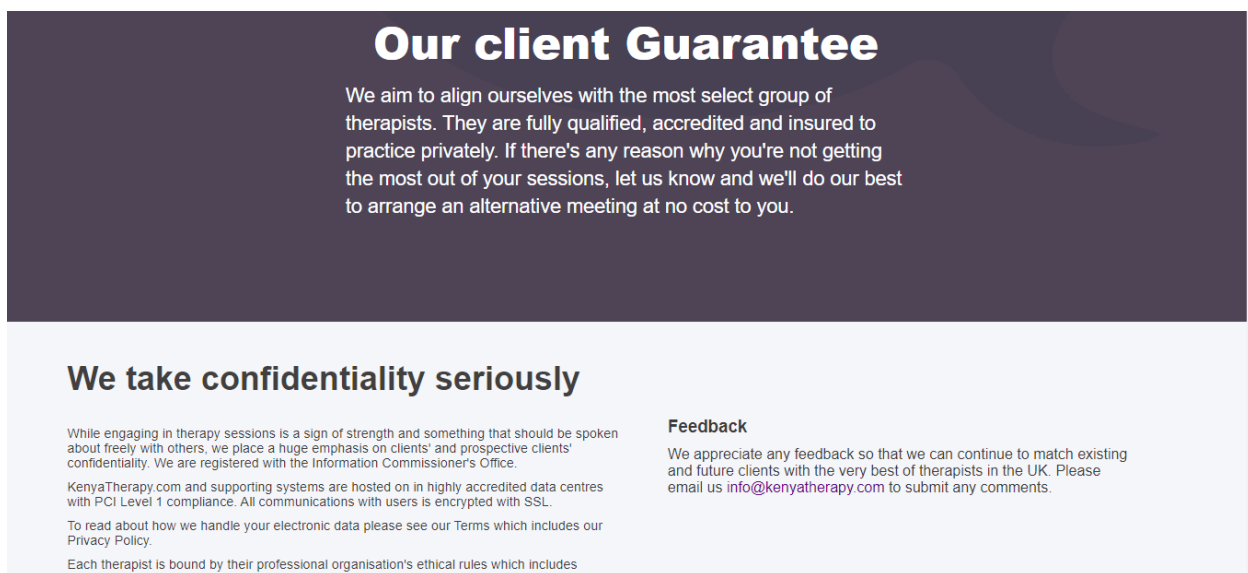 Our client Guarantee
We aim to align ourselves with the most select group of
therapists. They are fully qualified, accredited and insured to
practice privately. If there's any reason why you're not getting
the most out of your sessions, let us know and we'll do our best
to arrange an alternative meeting at no cost to you.
We take confidentiality seriously
While engaging in therapy sessions is a sign of strength and something that should be spoken
about freely with others, we place a huge emphasis on clients' and prospective clients'
confidentiality. We are registered with the Information Commissioner's Office.
KenyaTherapy.com and supporting systems are hosted on in highly accredited data centres
with PCI Level 1 compliance. All communications with users is encrypted with SSL.
To read about how we handle your electronic data please see our Terms which includes our
Privacy Policy.
Each therapist is bound by their professional organisation's ethical rules which includes
Feedback
We appreciate any feedback so that we can continue to match existing
and future clients with the very best of therapists in the UK. Please
email us info@kenyatherapy.com to submit any comments.